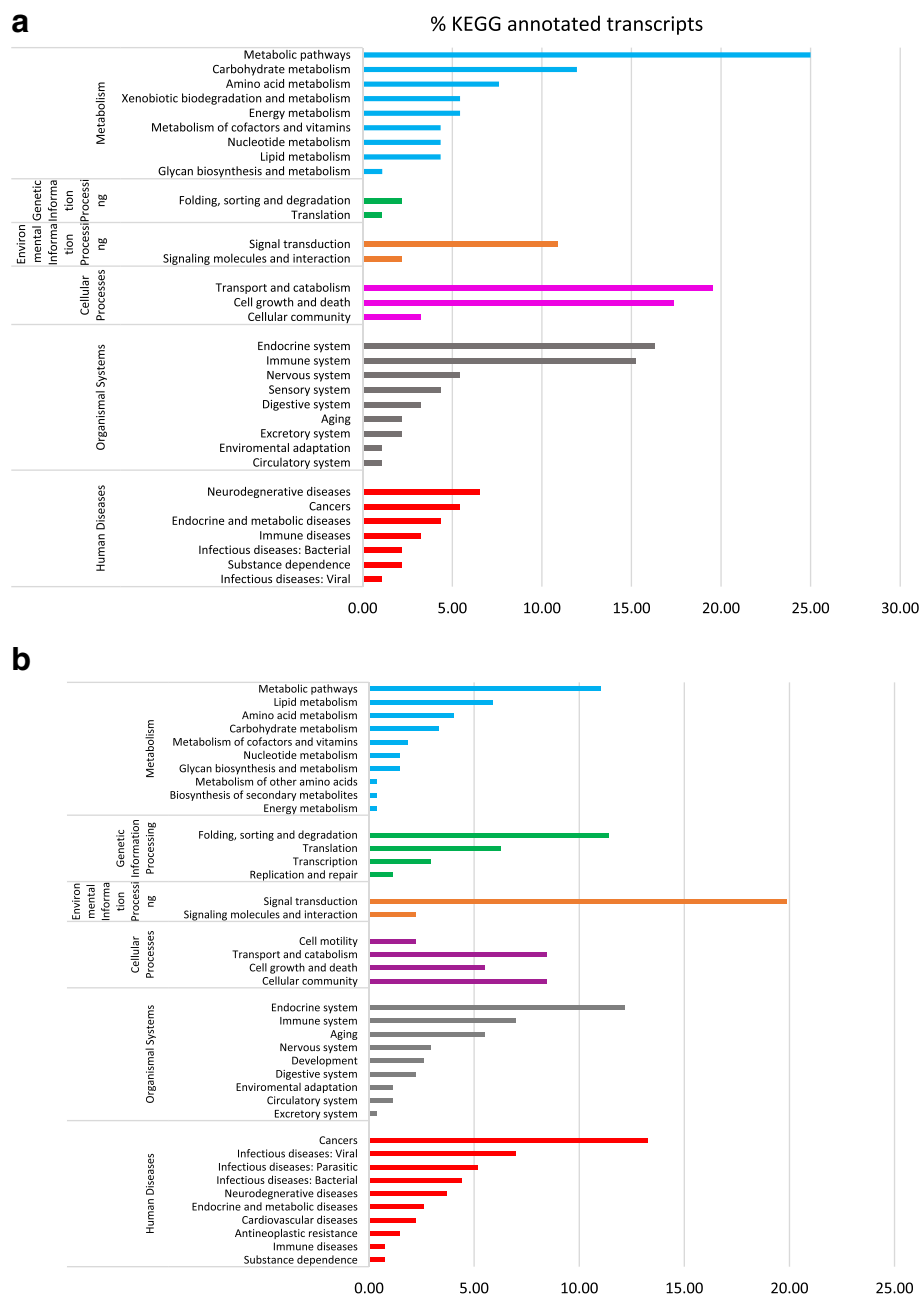 a
% KEGG annotated transcripts
Metabolism
Metabolic pathways
Carbohydrate metabolism
Amino acid metabolism
Xenobiotic biodegradation and metabolism
Energy metabolism
Metabolism of cofactors and vitamins
Nucleotide metabolism
Lipid metabolism
Glycan biosynthesis and metabolism
Genetic
Informa
tion
Processi
ng
Folding, sorting and degradation
Translation
Environ
mental
Informa
tion
Processi
ng
Signal transduction
Signaling molecules and interaction
Cellular
Processes
Transport and catabolism
Cell growth and death
Cellular community
Organismal Systems
Endocrine system
Immune system
Nervous system
Sensory system
Digestive system
Aging
Excretory system
Enviromental adaptation
Circulatory system
Human Diseases
Neurodegnerative diseases
Cancers
Endocrine and metabolic diseases
Immune diseases
Infectious diseases: Bacterial
Substance dependence
Infectious diseases: Viral
0.00 5.00 10.00 15.00 20.00 25.00 30.00
b
Metabolism
Metabolic pathways
Lipid metabolism
Amino acid metabolism
Carbohydrate metabolism
Metabolism of cofactors and vitamins
Nucleotide metabolism
Glycan biosynthesis and metabolism
Metabolism of other amino acids
Biosynthesis of secondary metabolites
Energy metabolism
Genetic
Information
Processing
Folding, sorting and degradation
Translation
Transcription
Replication and repair
Environ
mental
Informa
tion
Processi
ng
Signal transduction
Signaling molecules and interaction
Cellular
Processes
Cell motility
Transport and catabolism
Cell growth and death
Cellular community
Organismal Systems
Endocrine system
Immune system
Aging
Nervous system
Development
Digestive system
Enviromental adaptation
Circulatory system
Excretory system
Human Diseases
Cancers
Infectious diseases: Viral
Infectious diseases: Parasitic
Infectious diseases: Bacterial
Neurodegnerative diseases
Endocrine and metabolic diseases
Cardiovascular diseases
Antineoplastic resistance
Immune diseases
Substance dependence
0.00 5.00 10.00 15.00 20.00 25.00